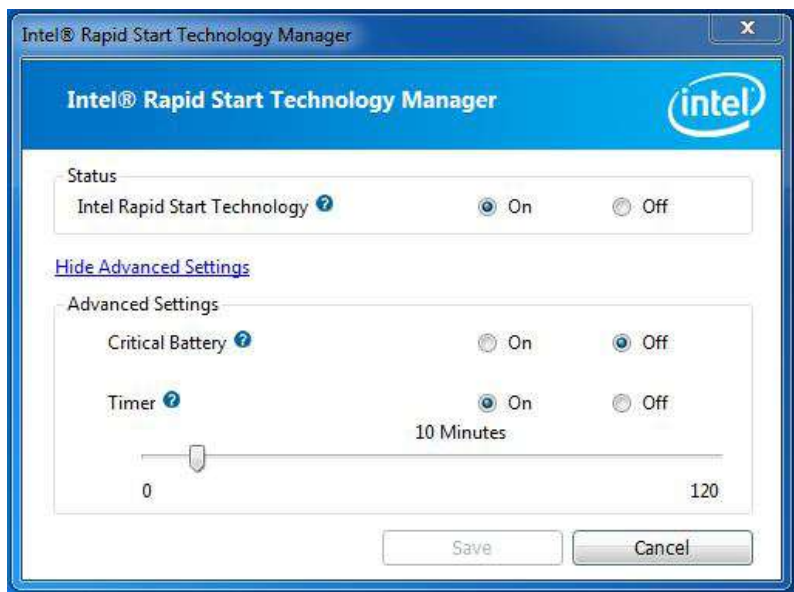 Intel® Rapid Start Technology Manager
x
Intel® Rapid Start Technology Manager
intel
Status
Intel Rapid Start Technology ? On Off
Hide Advanced Settings
Advanced Settings
Critical Battery ? On Off
Timer ? On Off
10 Minutes
0 120
Save Cancel